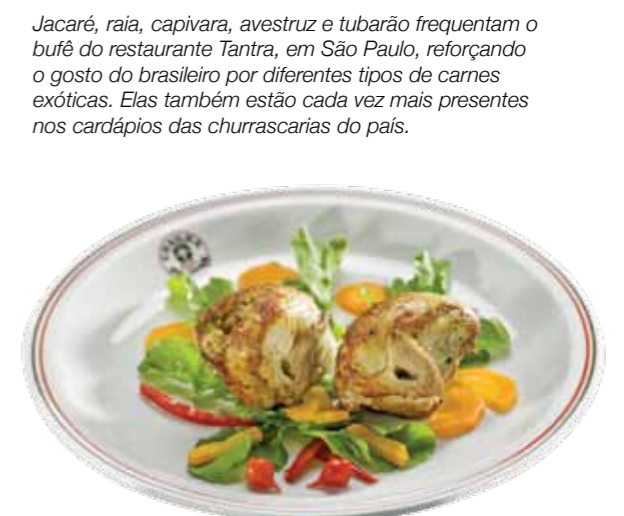 Jacaré, raia, capivara, avestruz e tubarão frequentam o
bufê do restaurante Tantra, em São Paulo, reforçando
o gosto do brasileiro por diferentes tipos de carnes
exóticas. Elas também estão cada vez mais presentes
nos cardápios das churrascarias do país.